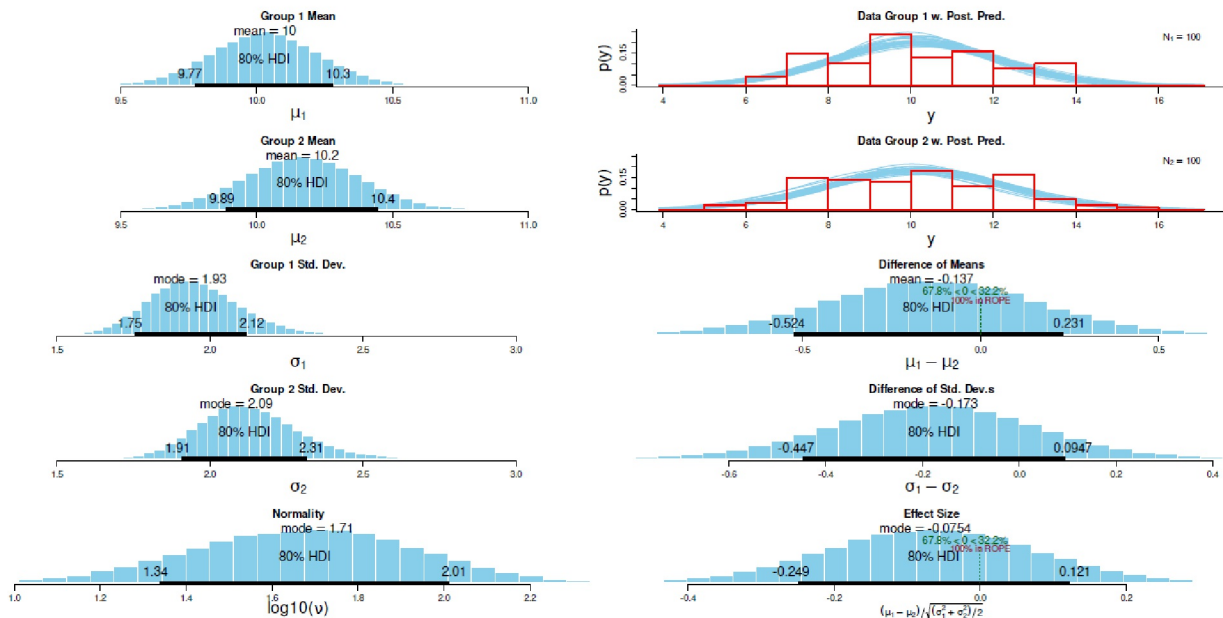 Group 1 Mean
mean = 10
80% HDI
9.77 10.3
9.5 10.0 10.5 11.0
μ1
Data Group 1 w. Post. Pred.
N1 = 100
p(y)
0.00 0.15
4 6 8 10 12 14 16
y
Group 2 Mean
mean = 10.2
80% HDI
9.89 10.4
9.5 10.0 10.5 11.0
μ2
Data Group 2 w. Post. Pred.
N2 = 100
p(y)
0.00 0.15
4 6 8 10 12 14 16
y
Group 1 Std. Dev.
mode = 1.93
80% HDI
1.75 2.12
1.5 2.0 2.5 3.0
σ1
Difference of Means
mean = -0.137
67.8% < 0 < 32.2%
100% in ROPE
80% HDI
-0.524 0.231
-0.5 0.0 0.5
μ1 − μ2
Group 2 Std. Dev.
mode = 2.09
80% HDI
1.91 2.31
1.5 2.0 2.5 3.0
σ2
Difference of Std. Dev.s
mode = -0.173
80% HDI
-0.447 0.0947
-0.6 -0.4 -0.2 0.0 0.2 0.4
σ1 − σ2
Normality
mode = 1.71
80% HDI
1.34 2.01
1.0 1.2 1.4 1.6 1.8 2.0 2.2
log10(ν)
Effect Size
mode = -0.0754
67.8% < 0 < 32.2%
100% in ROPE
80% HDI
-0.249 0.121
-0.4 -0.2 0.0 0.2
(μ1 − μ2)/√(σ1² + σ2²)/2